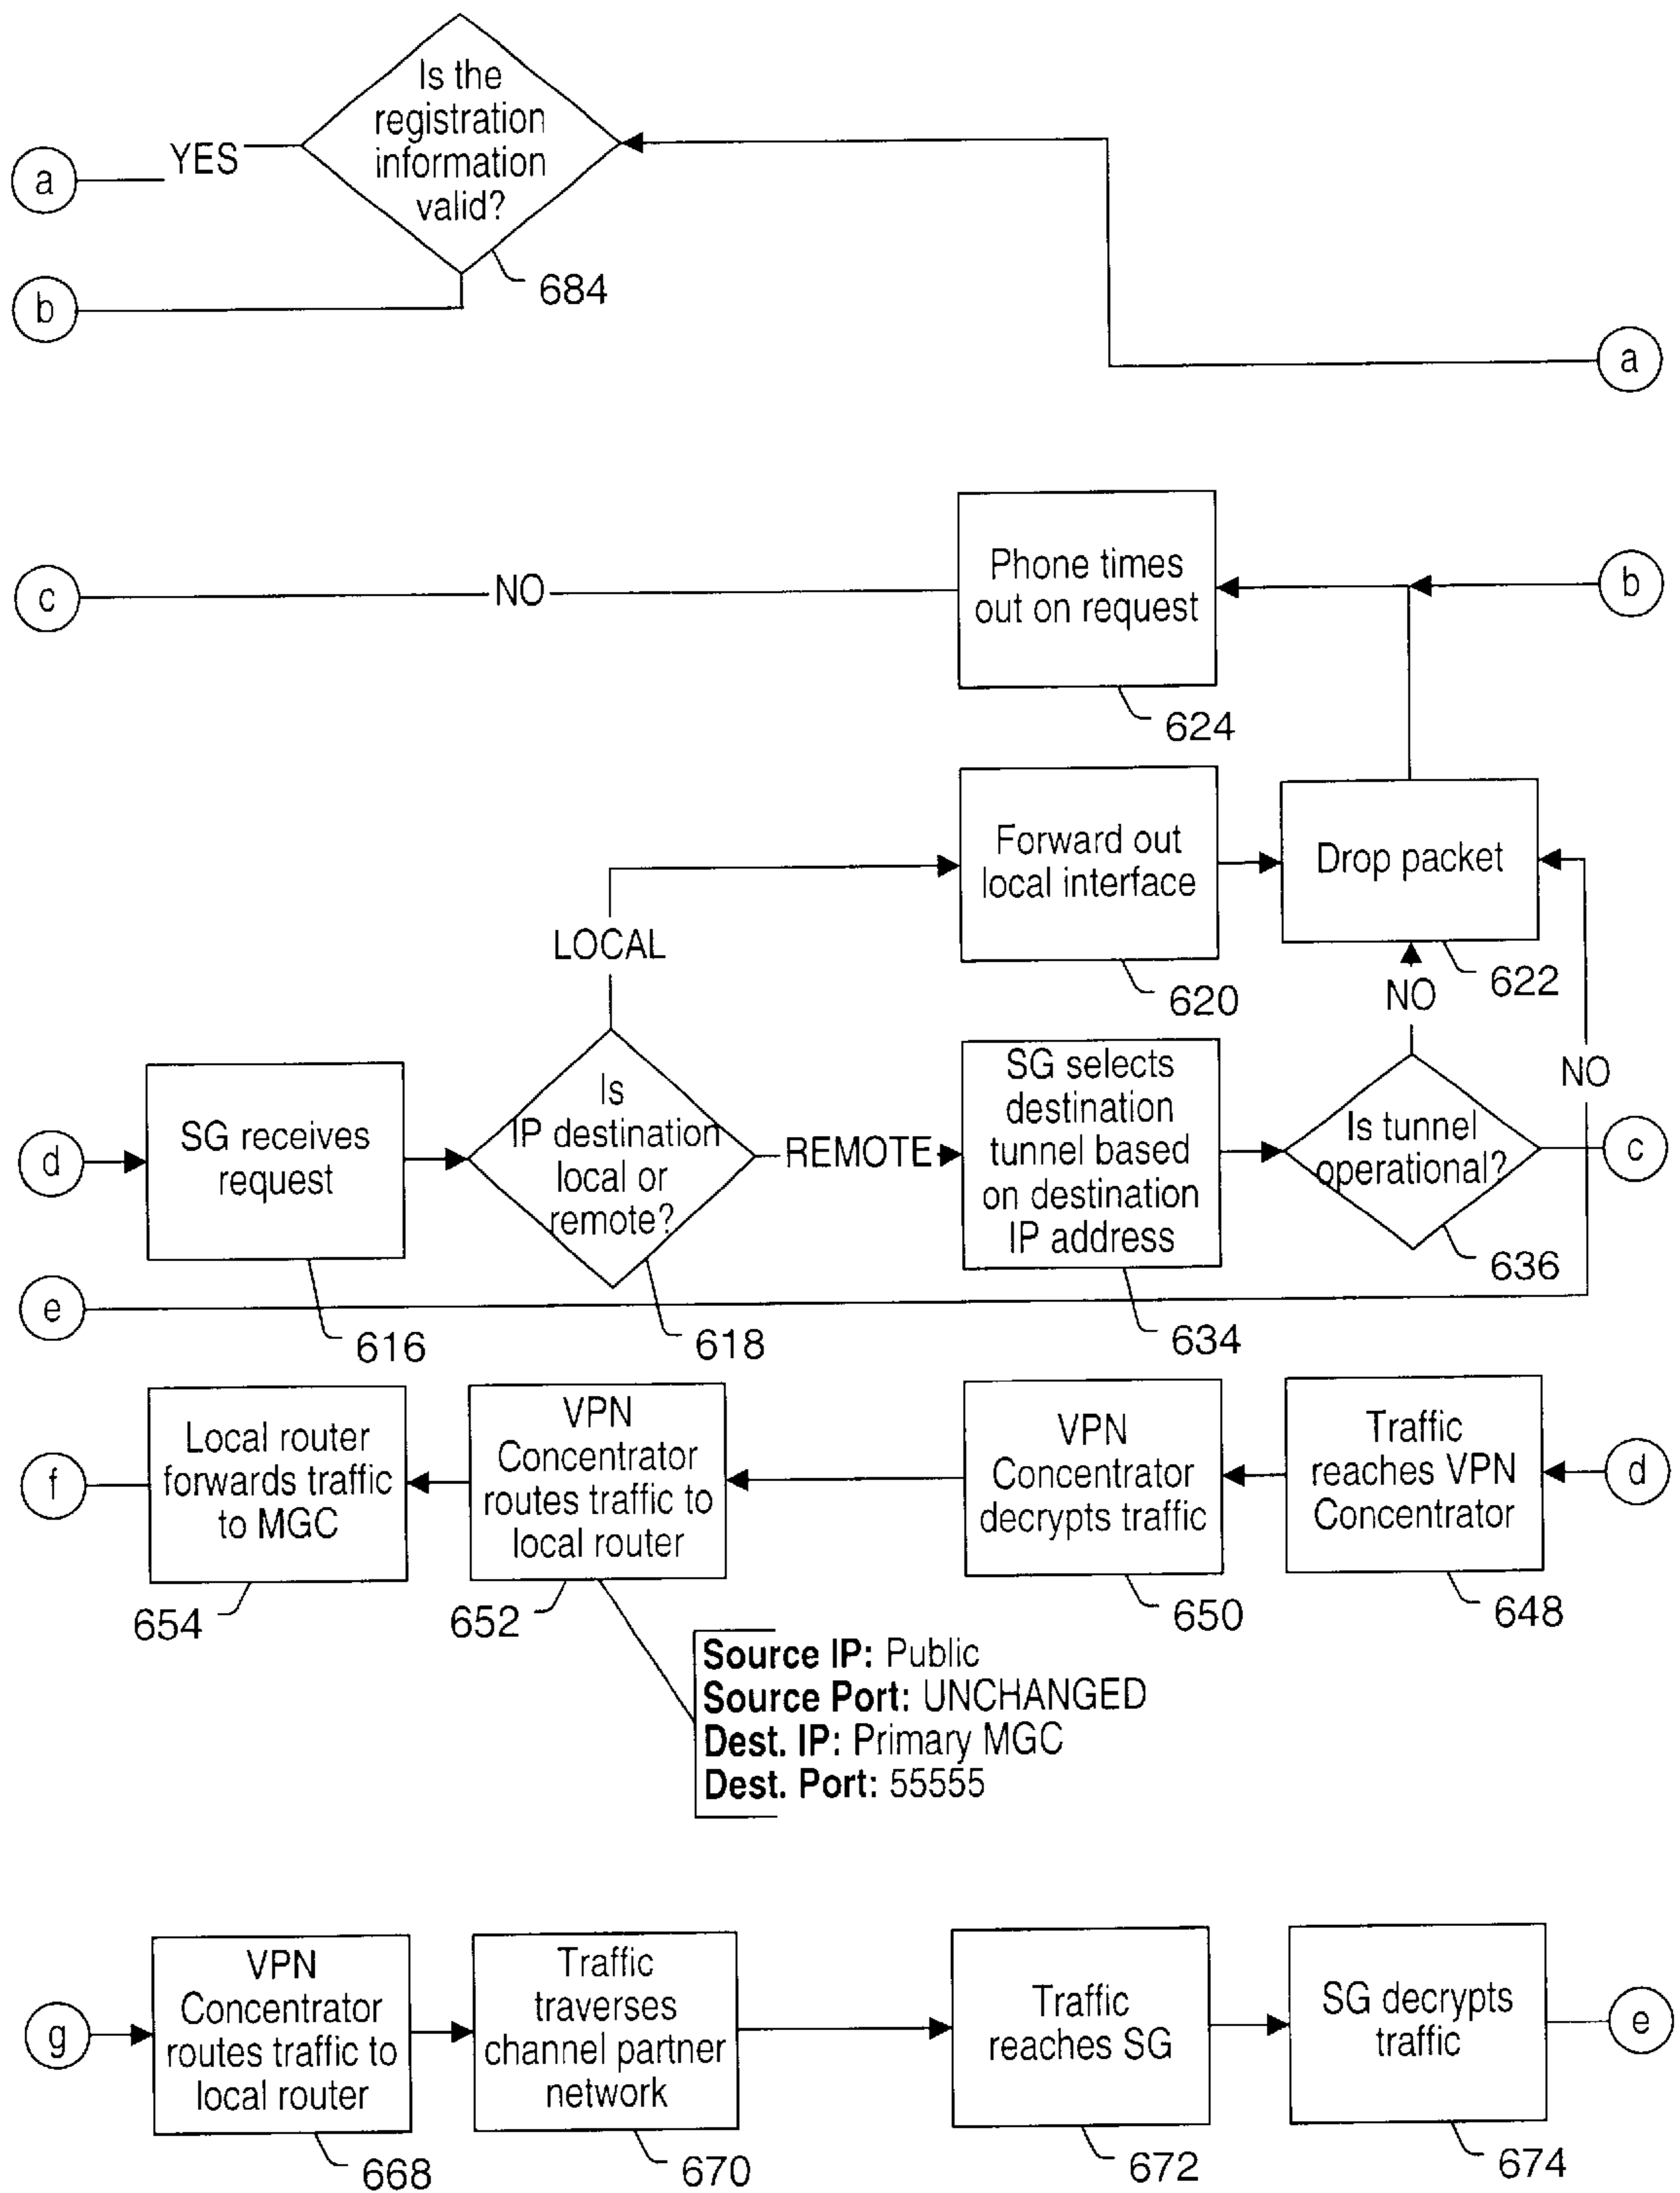 Is the
registration
information
valid?
YES
a
684
b
a
Phone times
out on request
b
c
NO
624
Forward out
local interface
Drop packet
LOCAL
622
620
NO
NO
SG receives
request
Is
IP destination
local or
remote?
REMOTE
SG selects
destination
tunnel based
on destination
IP address
Is tunnel
operational?
c
d
636
e
616
618
634
Local router
forwards traffic
to MGC
VPN
Concentrator
routes traffic to
local router
VPN
Concentrator
decrypts traffic
Traffic
reaches VPN
Concentrator
d
f
654
652
650
648
Source IP: Public
Source Port: UNCHANGED
Dest. IP: Primary MGC
Dest. Port: 55555
g
VPN
Concentrator
routes traffic to
local router
Traffic
traverses
channel partner
network
Traffic
reaches SG
SG decrypts
traffic
e
668
670
672
674